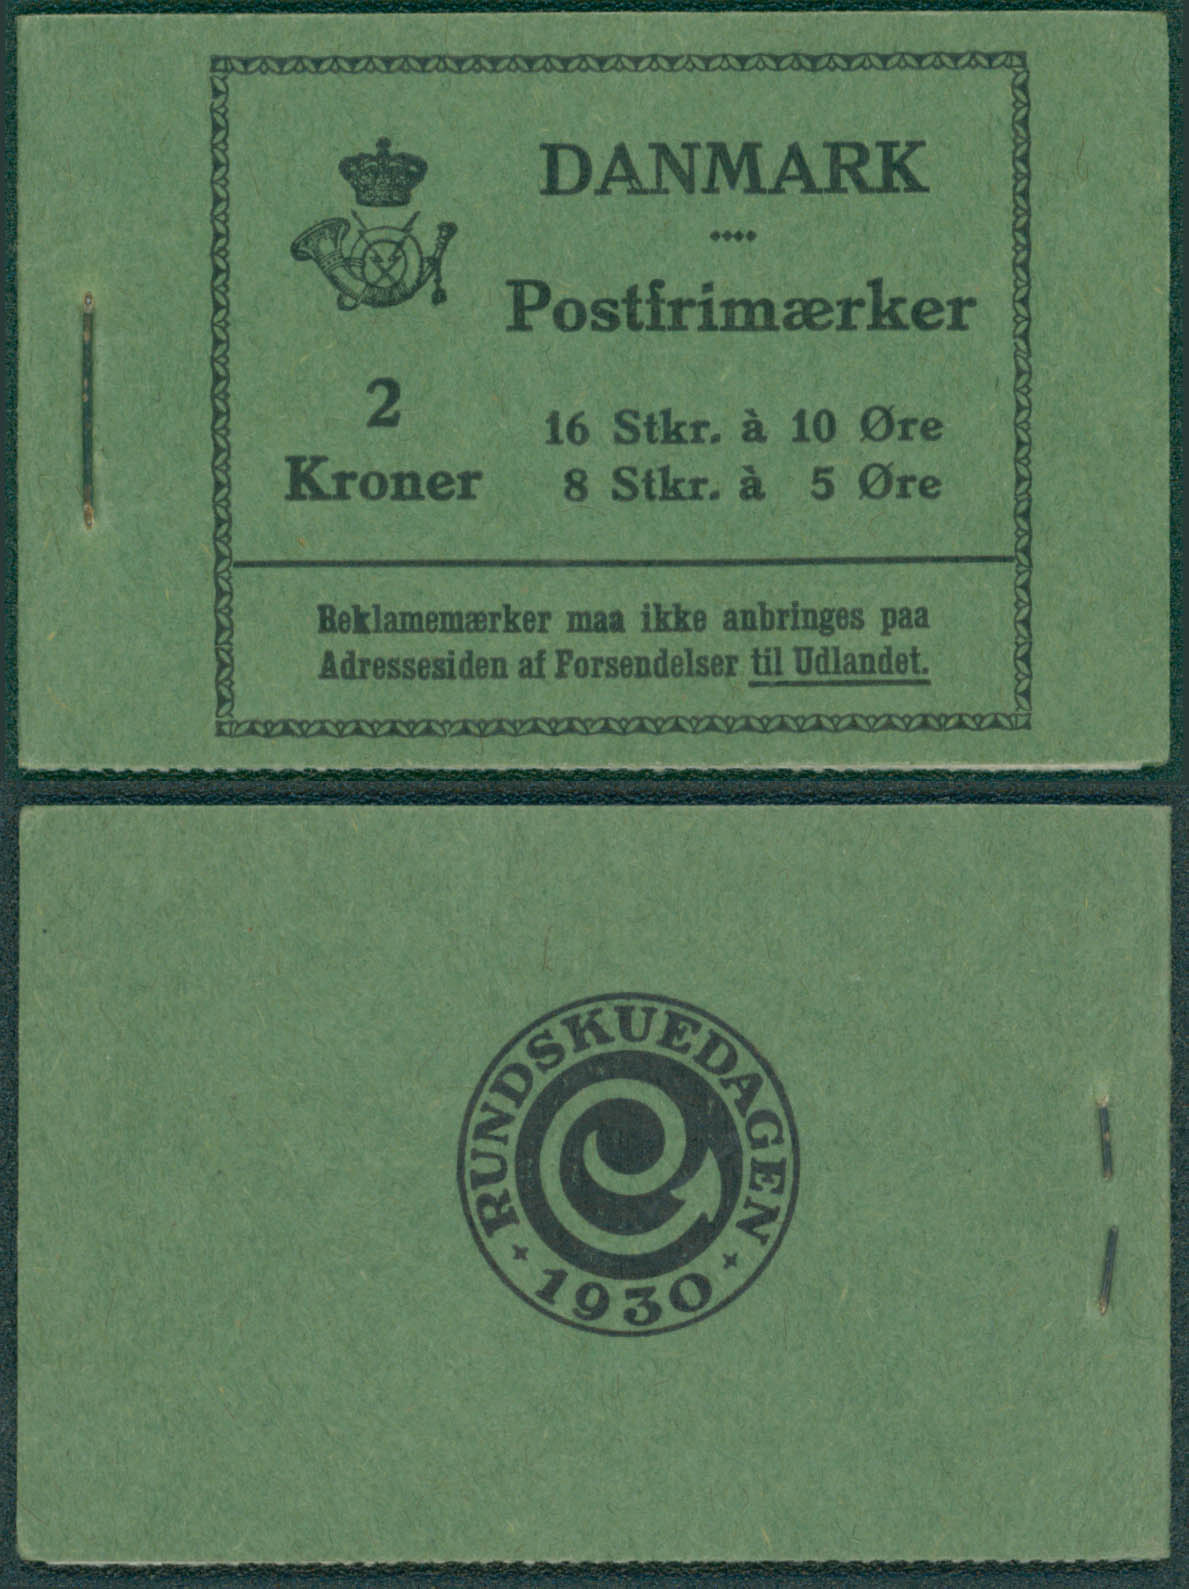 DANMARK
Postfrimærker
2
Kroner
16 Stkr. à 10 Øre
8 Stkr. à 5 Øre
Reklamemærker maa ikke anbringes paa
Adressesiden af Forsendelser til Udlandet.
RUNDSKUEDAGEN
1930